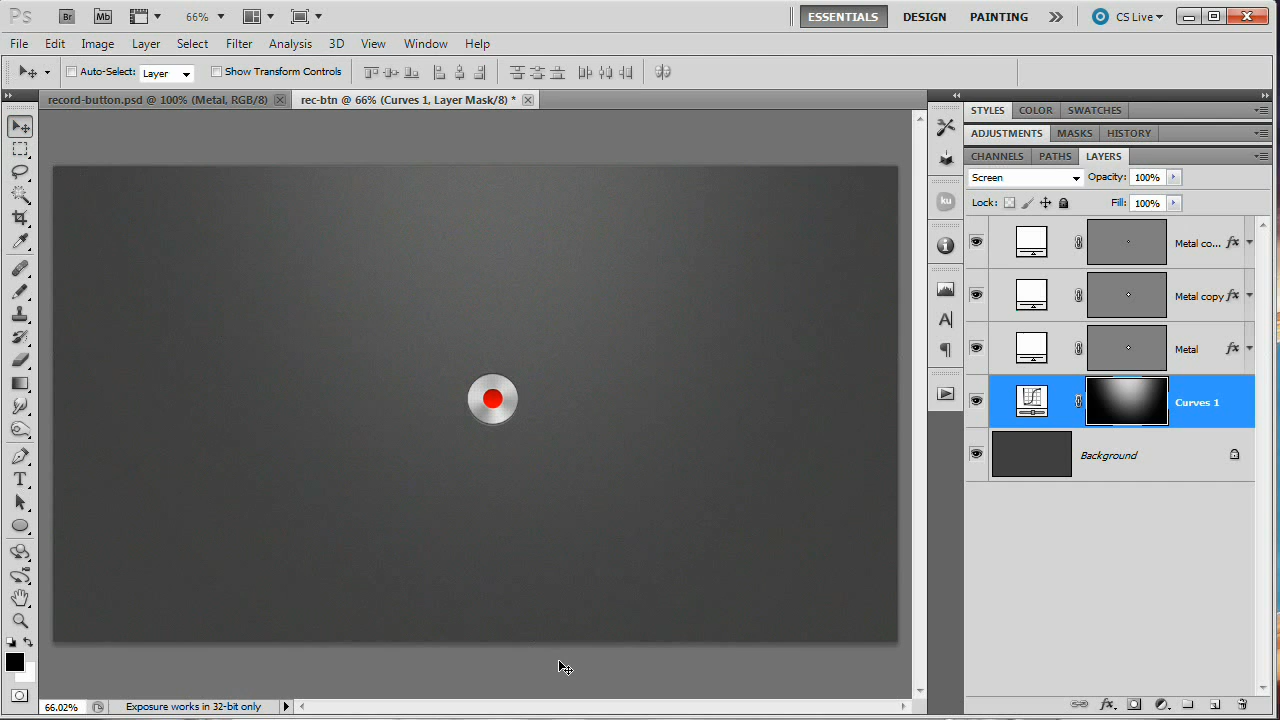 Ps Br Mb 66% ESSENTIALS DESIGN PAINTING CS Live
File Edit Image Layer Select Filter Analysis 3D View Window Help
Auto-Select: Layer Show Transform Controls
record-button.psd @ 100% (Metal, RGB/8) rec-btn @ 66% (Curves 1, Layer Mask/8) *
STYLES COLOR SWATCHES
ADJUSTMENTS MASKS HISTORY
CHANNELS PATHS LAYERS
Screen Opacity: 100%
Lock: Fill: 100%
ku
Metal co... fx
Metal copy fx
Metal fx
Curves 1
Background
66.02% Exposure works in 32-bit only
fx